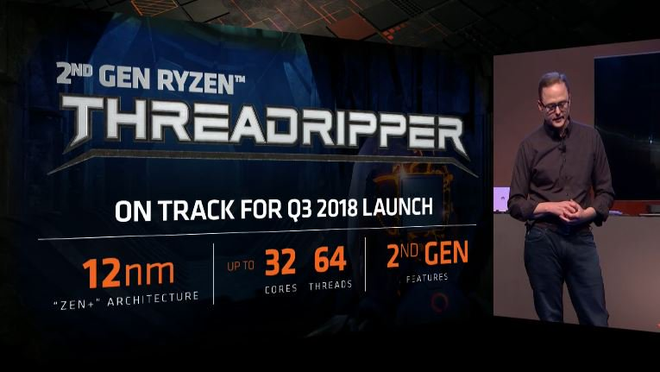 2ND GEN RYZEN™
THREADRIPPER
ON TRACK FOR Q3 2018 LAUNCH
12nm
"ZEN+" ARCHITECTURE
UP TO 32 64
CORES THREADS
2ND GEN
FEATURES